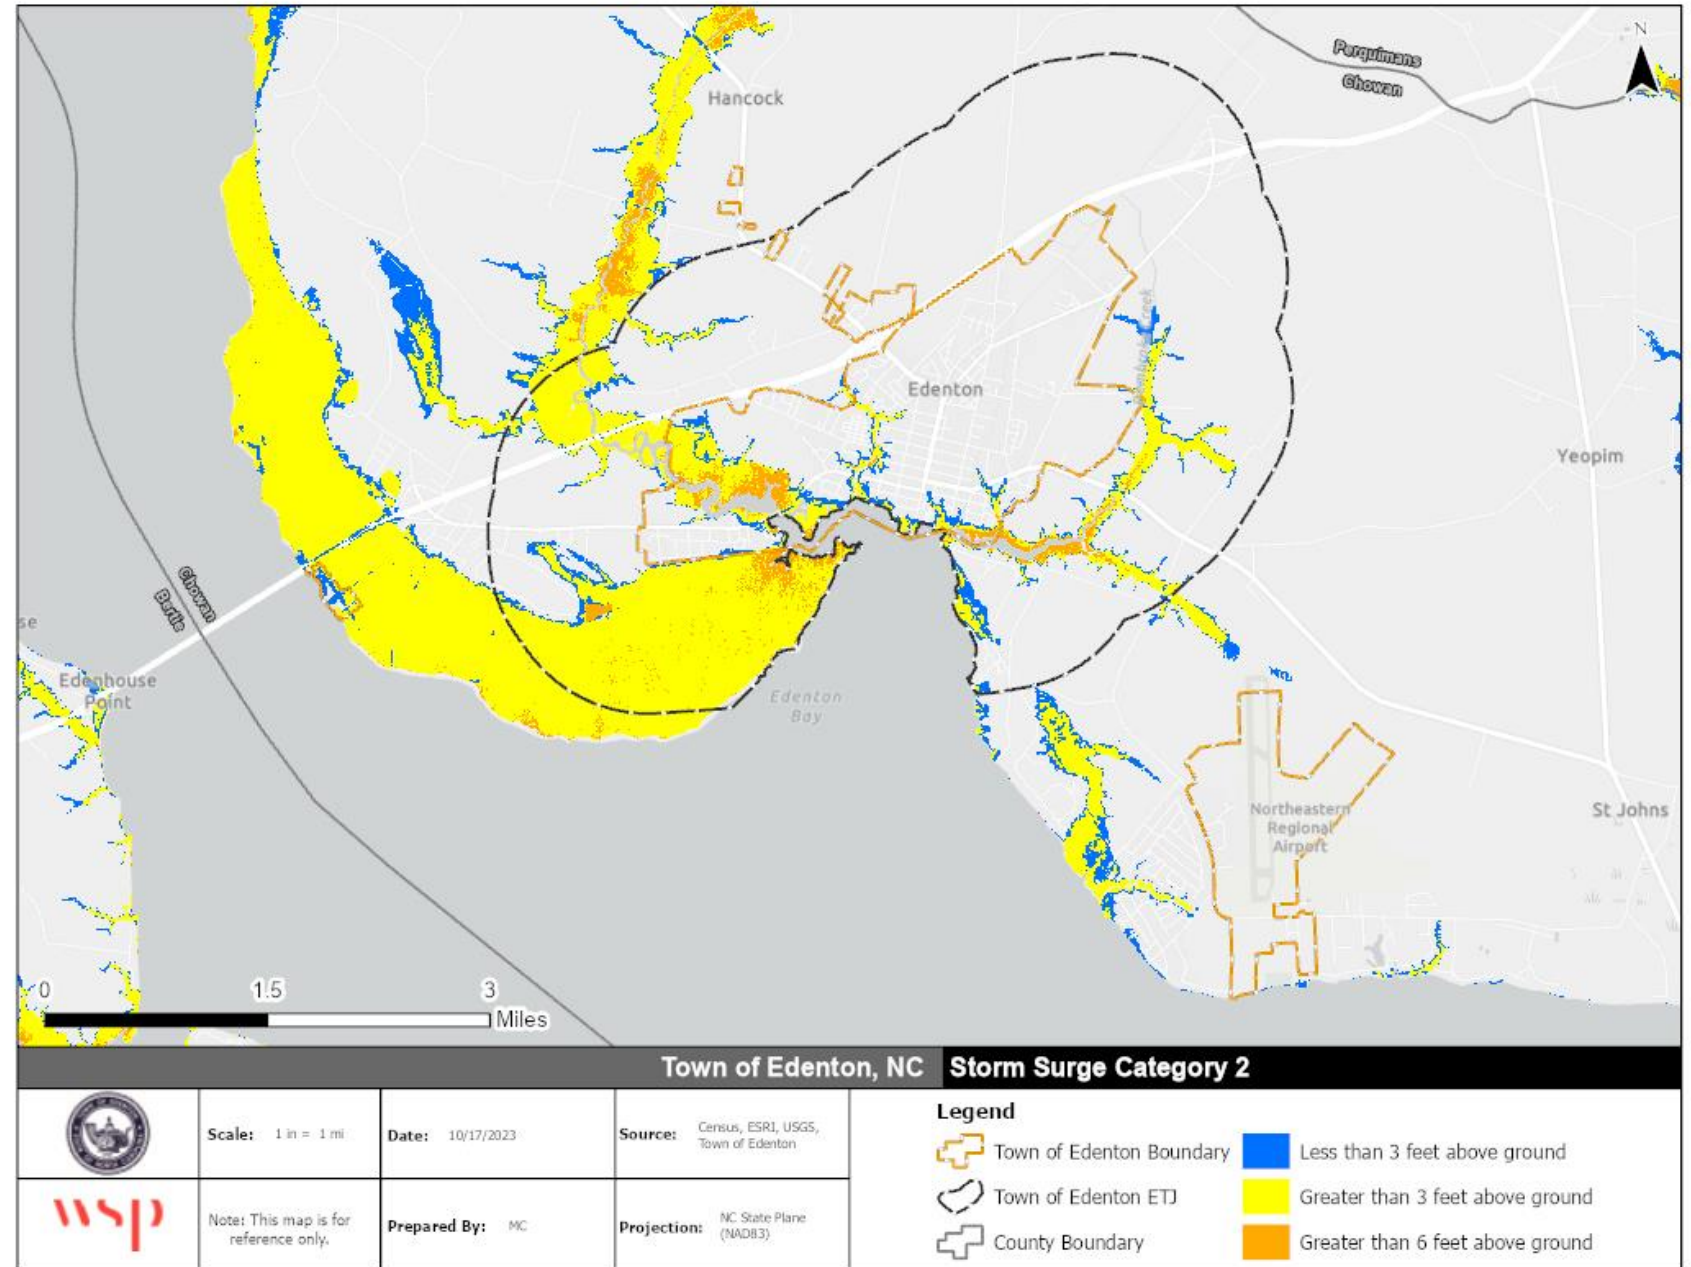 N
Perquimans
Chowan
Hancock
Edenton
Yeopim
Chowan
Bertie
se
Edenhouse
Point
Edenton
Bay
Northeastern
Regional
Airport
St Johns
0 1.5 3
Miles
Town of Edenton, NC Storm Surge Category 2
Scale: 1 in = 1 mi
Date: 10/17/2023
Source: Census, ESRI, USGS,
Town of Edenton
wsp
Note: This map is for
reference only.
Prepared By: MC
Projection: NC State Plane
(NAD83)
Legend
Town of Edenton Boundary
Town of Edenton ETJ
County Boundary
Less than 3 feet above ground
Greater than 3 feet above ground
Greater than 6 feet above ground